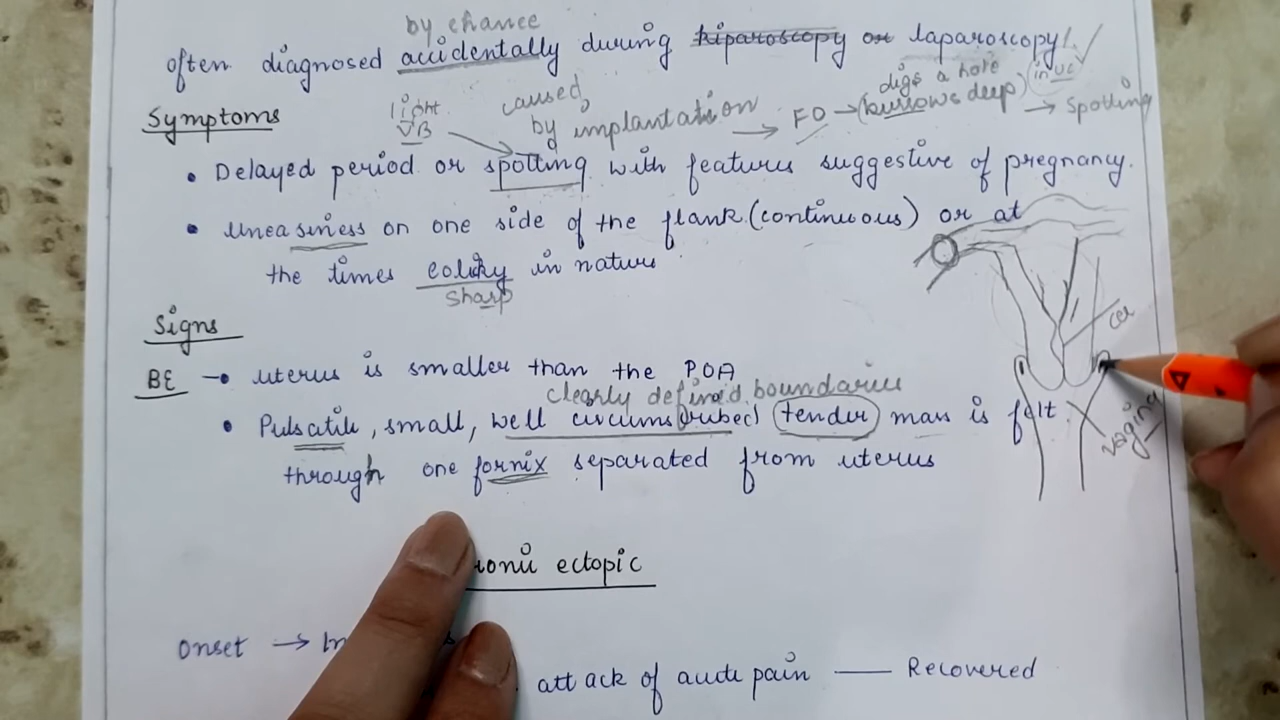 by chance
often diagnosed accidentally during liparoscopy or laparoscopy! ✓
digs a hole in UC
light VB caused by implantation → FO → (burrows deep) → Spotting
Symptoms
• Delayed period or spotting with features suggestive of pregnancy.
• Uneasiness on one side of the flank (continuous) or at
the times colicky in nature
sharp
Signs
cer
BE → uterus is smaller than the POA
clearly defined boundaries
• Pulsatile, small, well circumscribed tender mass is felt
vagina
through one fornix separated from uterus
ectopic
Onset →
attack of acute pain — Recovered